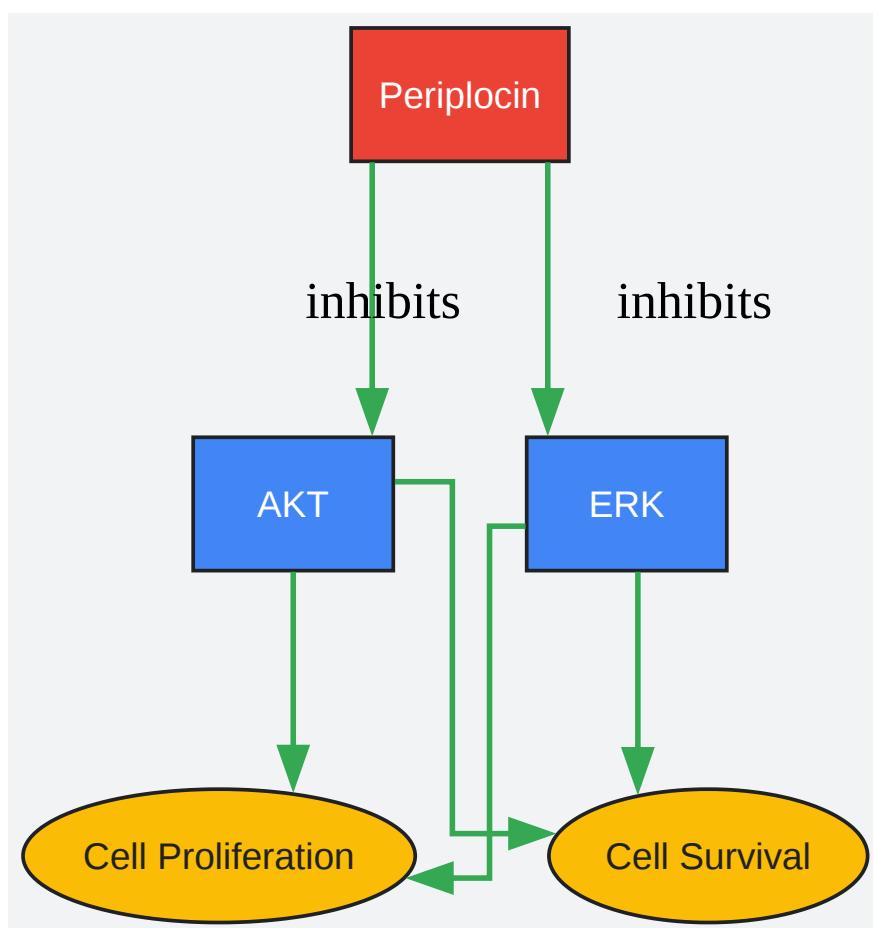 Periplocin
inhibits
inhibits
AKT
ERK
Cell Proliferation
Cell Survival